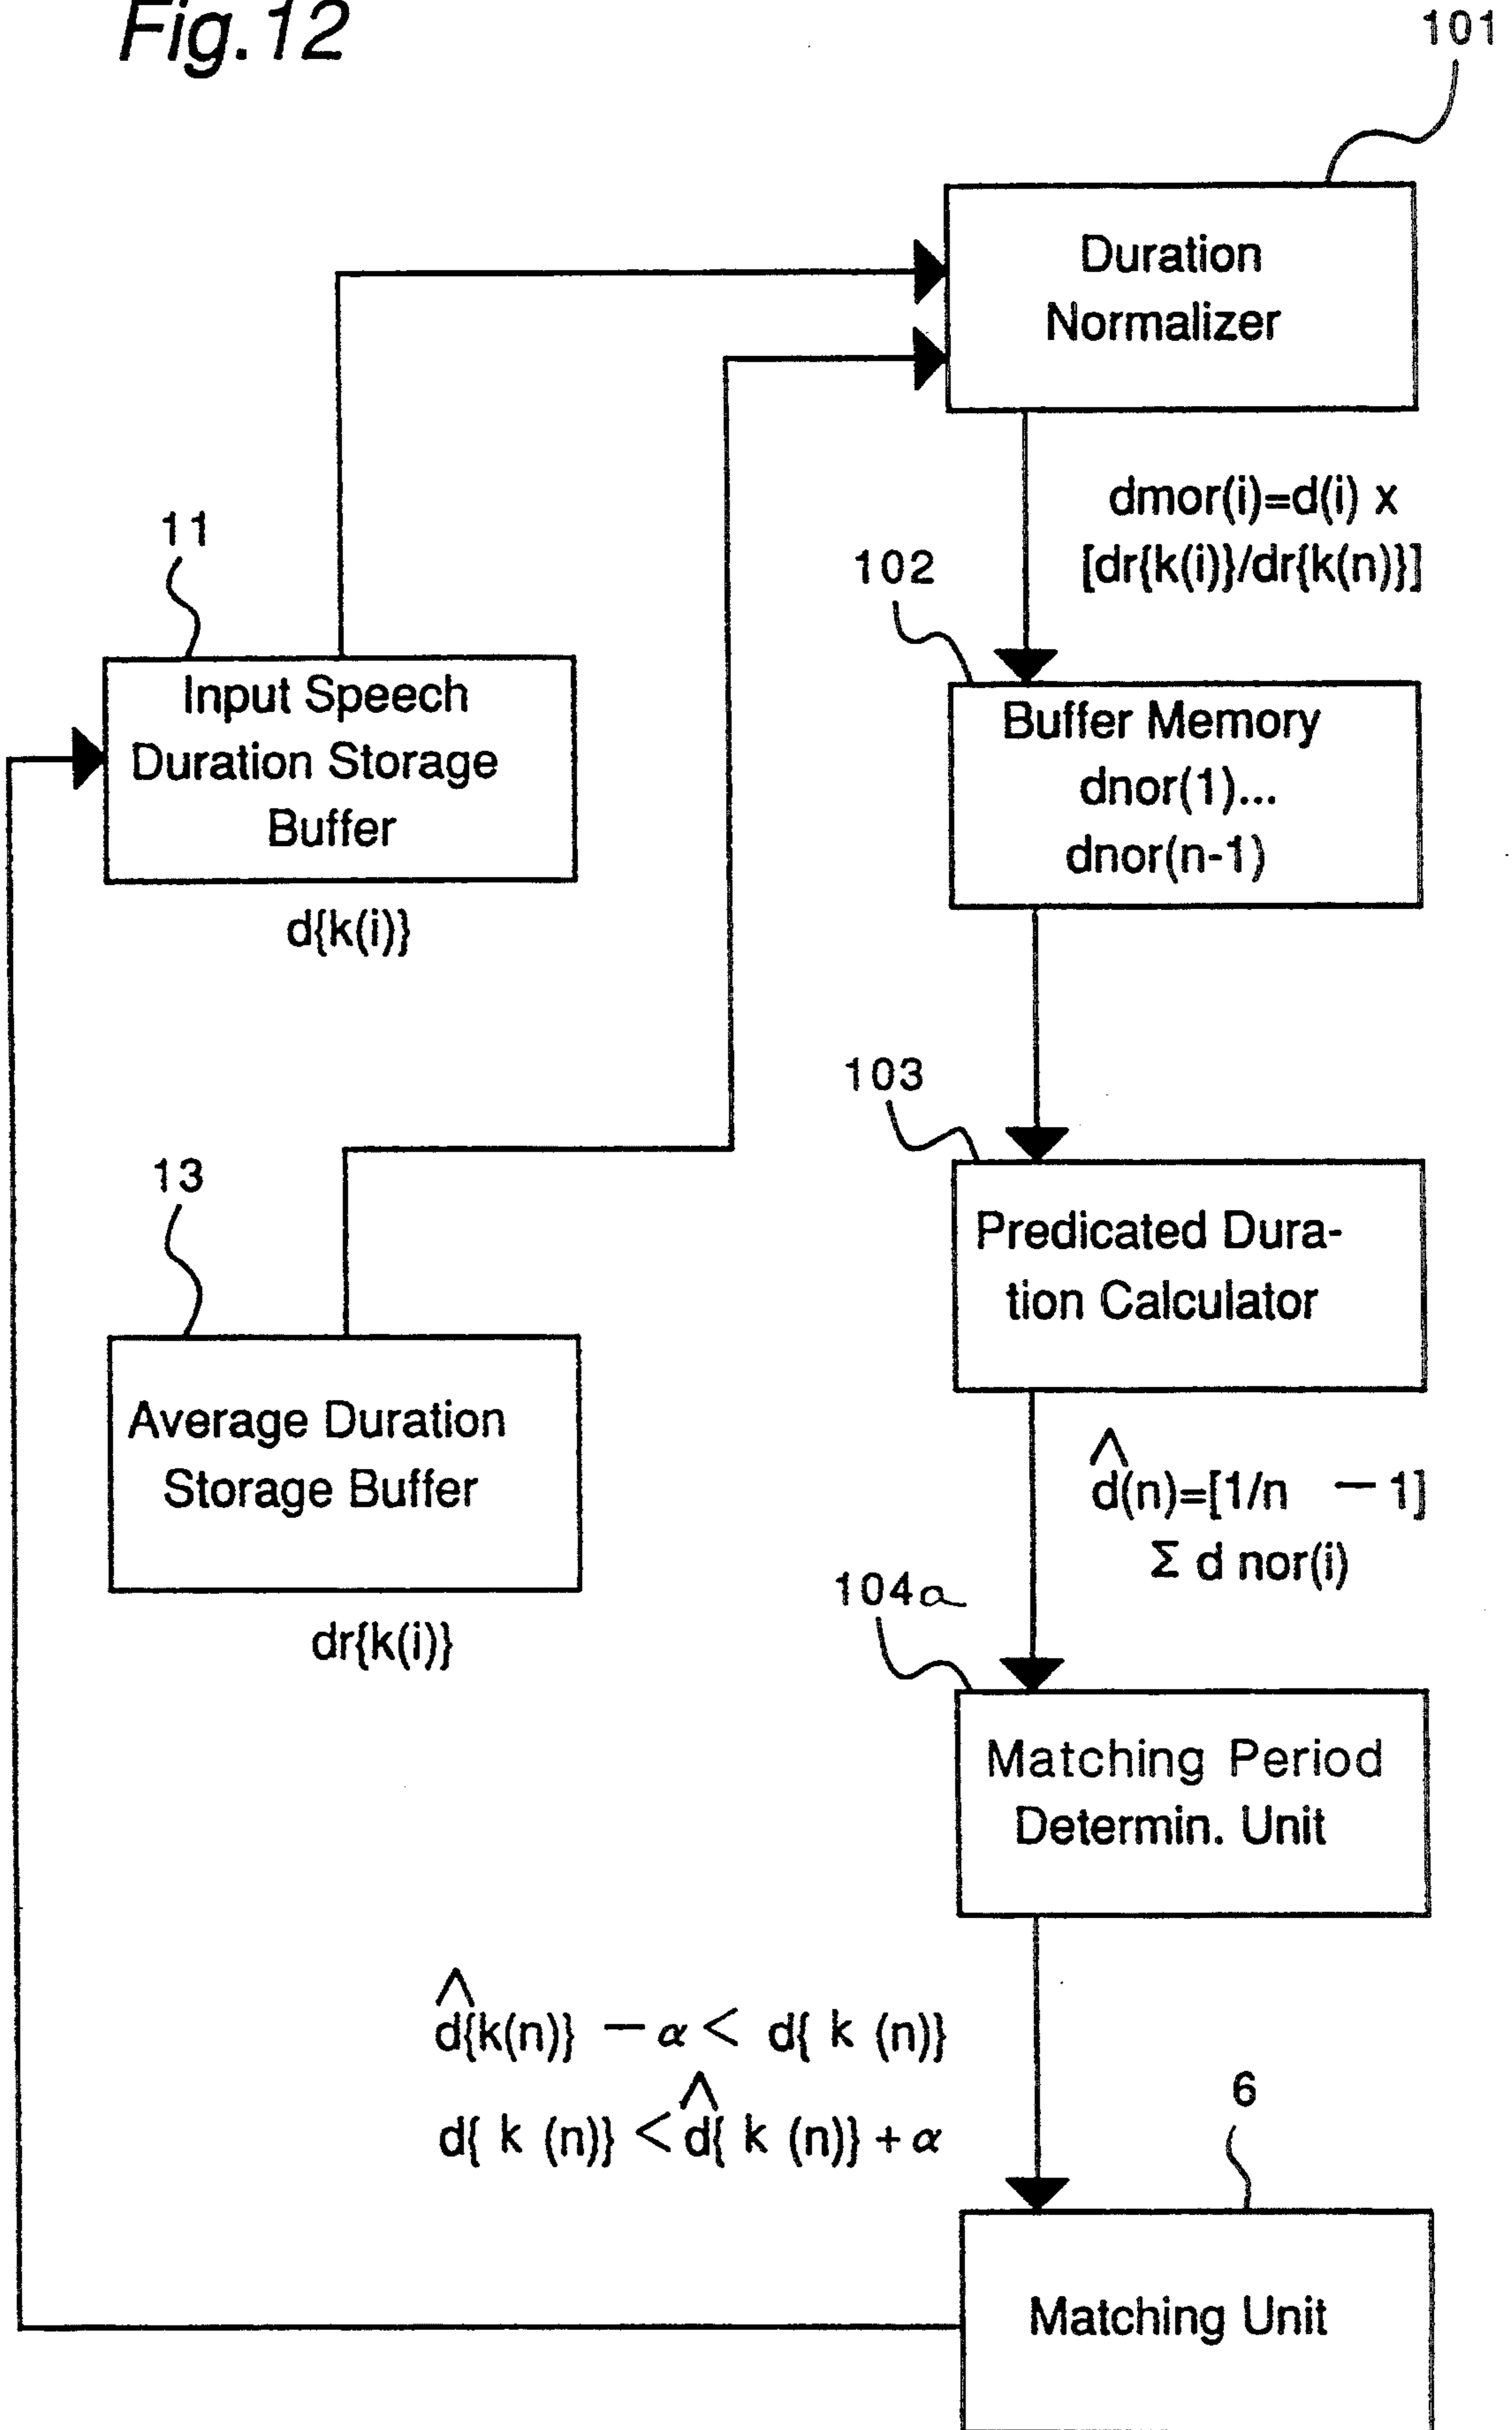 Fig.12
101
Duration
Normalizer
dmor(i)=d(i) x
[dr{k(i)}/dr{k(n)}]
11
102
Input Speech
Duration Storage
Buffer
d{k(i)}
Buffer Memory
dnor(1)...
dnor(n-1)
103
13
Predicated Dura-
tion Calculator
Average Duration
Storage Buffer
dr{k(i)}
^
d(n)=[1/n — 1]
Σ d nor(i)
104a
Matching Period
Determin. Unit
^
d{k(n)} — α < d{ k (n)}
^
d{ k (n)} < d{ k (n)} + α
6
Matching Unit